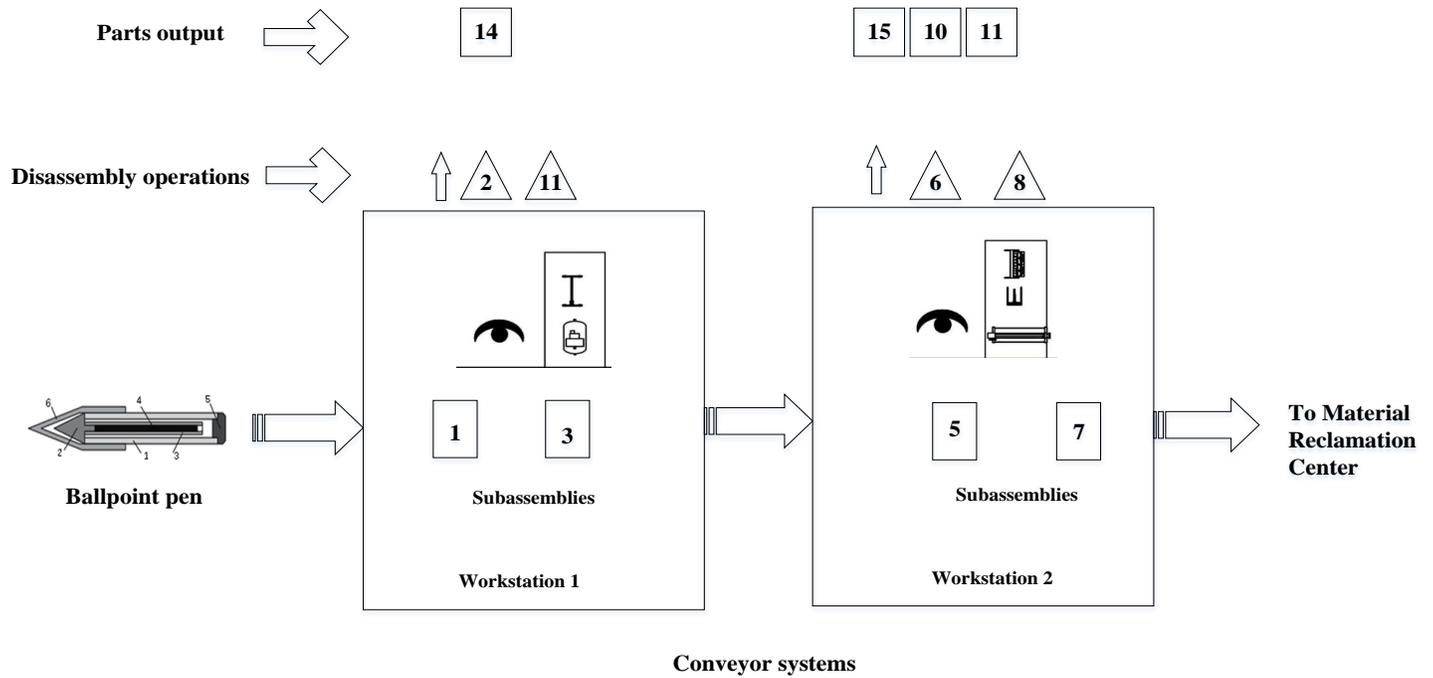 Parts output
14
15 10 11
Disassembly operations
2 11
6 8
6 4 5
2 1 3
Ballpoint pen
1 3
Subassemblies
Workstation 1
5 7
Subassemblies
Workstation 2
To Material
Reclamation
Center
Conveyor systems